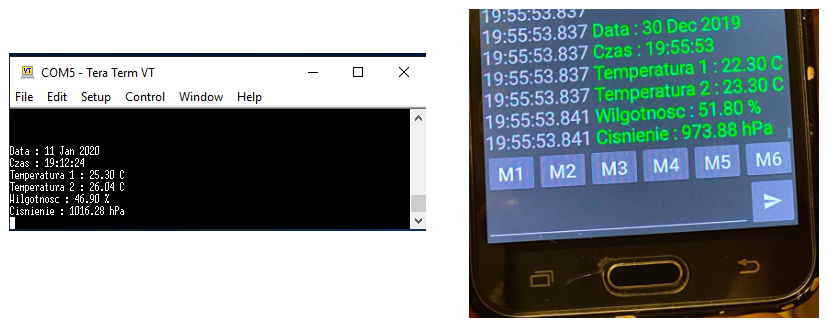 COM5 - Tera Term VT
File Edit Setup Control Window Help
Data : 11 Jan 2020
Czas : 19:12:24
Temperatura 1 : 25.30 C
Temperatura 2 : 26.04 C
Wilgotnosc : 46.90 %
Cisnienie : 1016.28 hPa
19:55:53.837
19:55:53.837 Data : 30 Dec 2019
19:55:53.837 Czas : 19:55:53
19:55:53.837 Temperatura 1 : 22.30 C
19:55:53.837 Temperatura 2 : 23.30 C
19:55:53.841 Wilgotnosc : 51.80 %
19:55:53.841 Cisnienie : 973.88 hPa
M1 M2 M3 M4 M5 M6